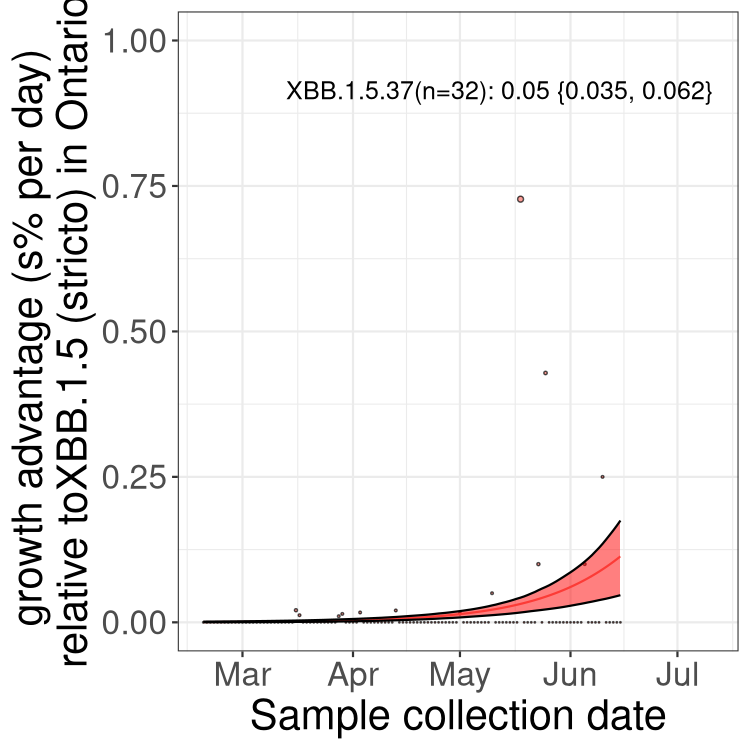 growth advantage (s% per day)
relative toXBB.1.5 (stricto) in Ontario
1.00
0.75
0.50
0.25
0.00
XBB.1.5.37(n=32): 0.05 {0.035, 0.062}
Mar Apr May Jun Jul
Sample collection date